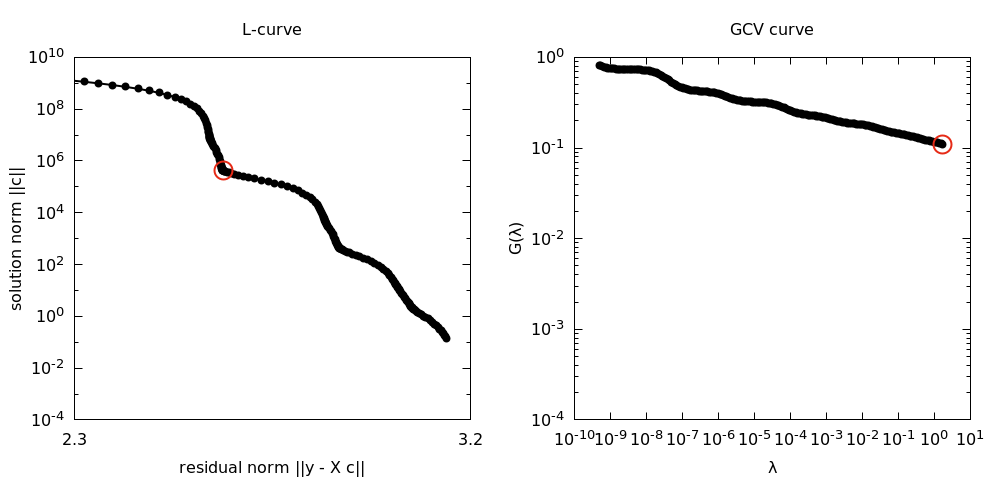 L-curve
10^10
10^8
10^6
10^4
10^2
10^0
10^-2
10^-4
2.3 3.2
solution norm ||c||
residual norm ||y - X c||
GCV curve
10^0
10^-1
10^-2
10^-3
10^-4
G(λ)
10^-10 10^-9 10^-8 10^-7 10^-6 10^-5 10^-4 10^-3 10^-2 10^-1 10^0 10^1
λ